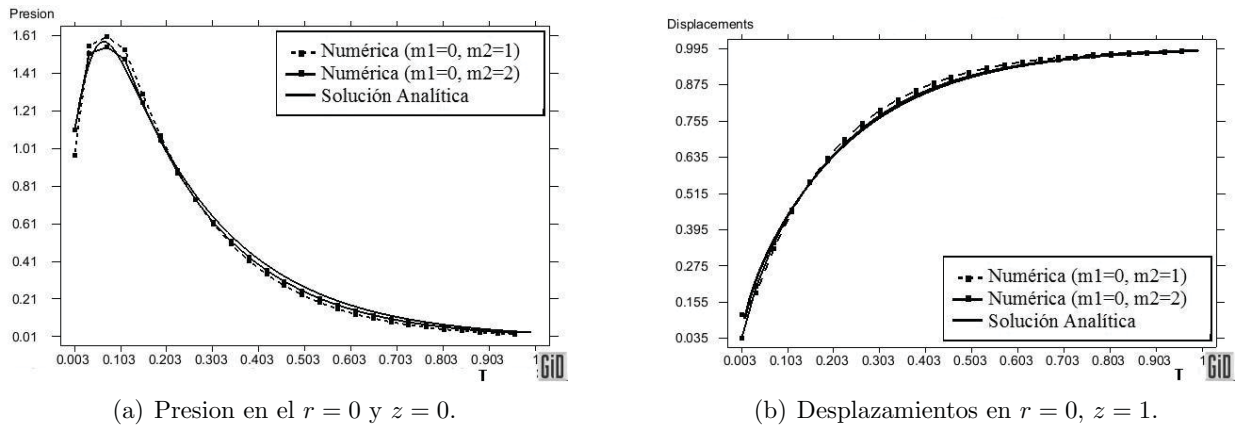 Presion
1.61
1.41
1.21
1.01
0.81
0.61
0.41
0.21
0.01
0.003 0.103 0.203 0.303 0.403 0.503 0.603 0.703 0.803 0.903 1
T
GiD
Numérica (m1=0, m2=1)
Numérica (m1=0, m2=2)
Solución Analítica
(a) Presion en el r = 0 y z = 0.
Displacements
0.995
0.875
0.755
0.635
0.515
0.395
0.275
0.155
0.035
0.003 0.103 0.203 0.303 0.403 0.503 0.603 0.703 0.803 0.903 1
T
GiD
Numérica (m1=0, m2=1)
Numérica (m1=0, m2=2)
Solución Analítica
(b) Desplazamientos en r = 0, z = 1.